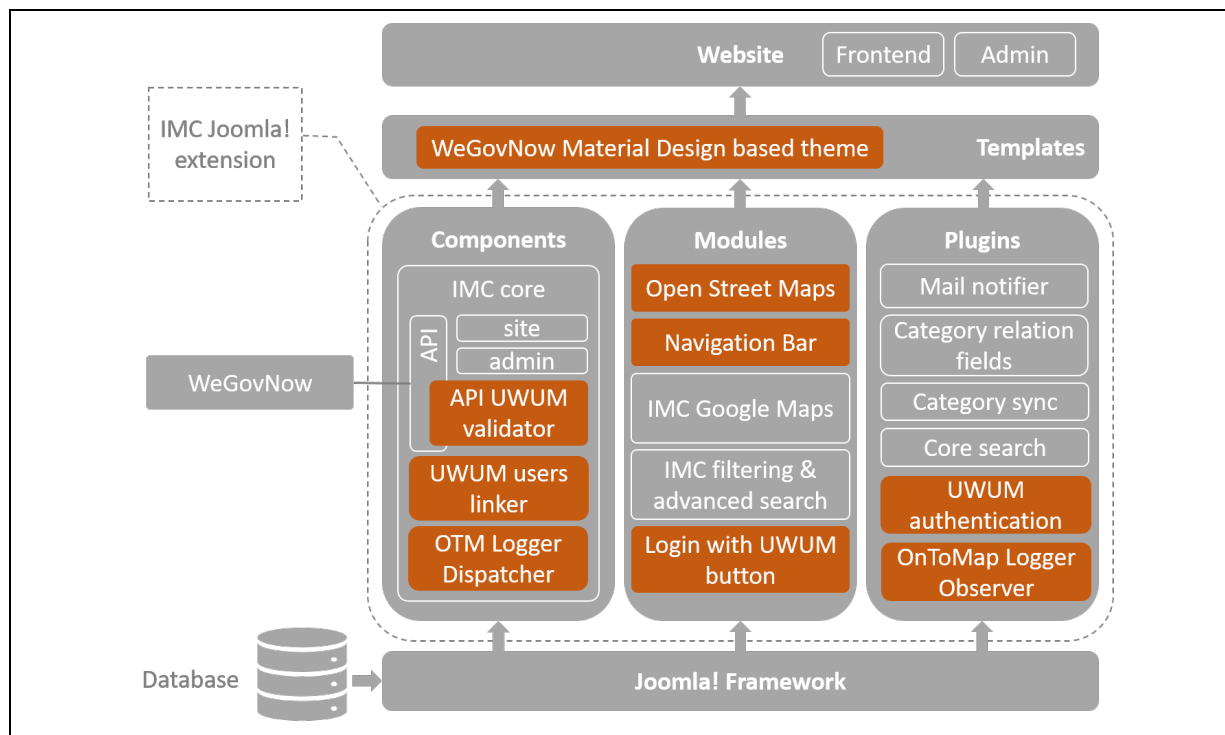 Website
Frontend
Admin
IMC Joomla!
extension
WeGovNow Material Design based theme
Templates
Components
IMC core
API
site
admin
API UWUM
validator
UWUM users
linker
OTM Logger
Dispatcher
Modules
Open Street Maps
Navigation Bar
IMC Google Maps
IMC filtering &
advanced search
Login with UWUM
button
Plugins
Mail notifier
Category relation
fields
Category sync
Core search
UWUM
authentication
OnToMap Logger
Observer
WeGovNow
Database
Joomla! Framework